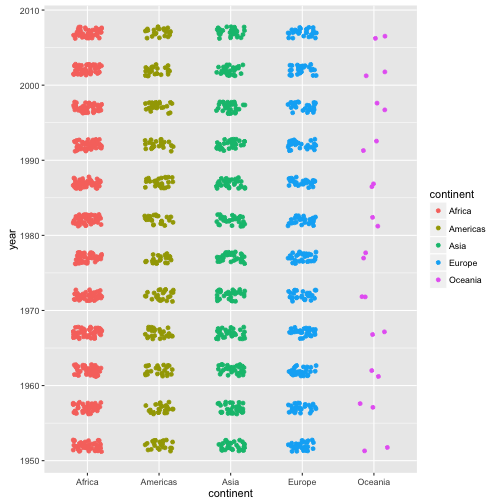 2010
2000
1990
1980
1970
1960
1950
year
Africa Americas Asia Europe Oceania
continent
continent
Africa
Americas
Asia
Europe
Oceania